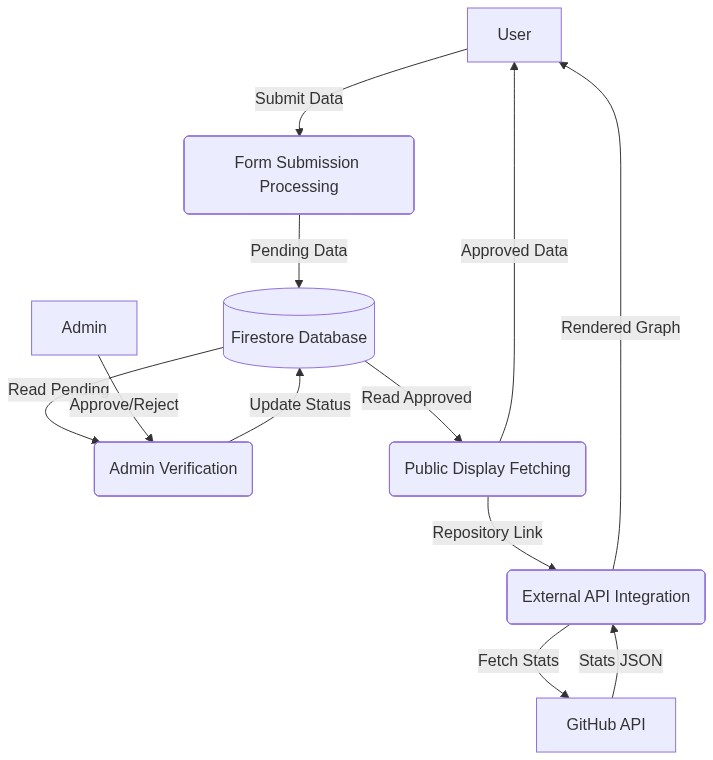 User
Submit Data
Form Submission
Processing
Pending Data
Approved Data
Admin
Firestore Database
Rendered Graph
Read Pending
Approve/Reject
Update Status
Read Approved
Admin Verification
Public Display Fetching
Repository Link
External API Integration
Fetch Stats
Stats JSON
GitHub API